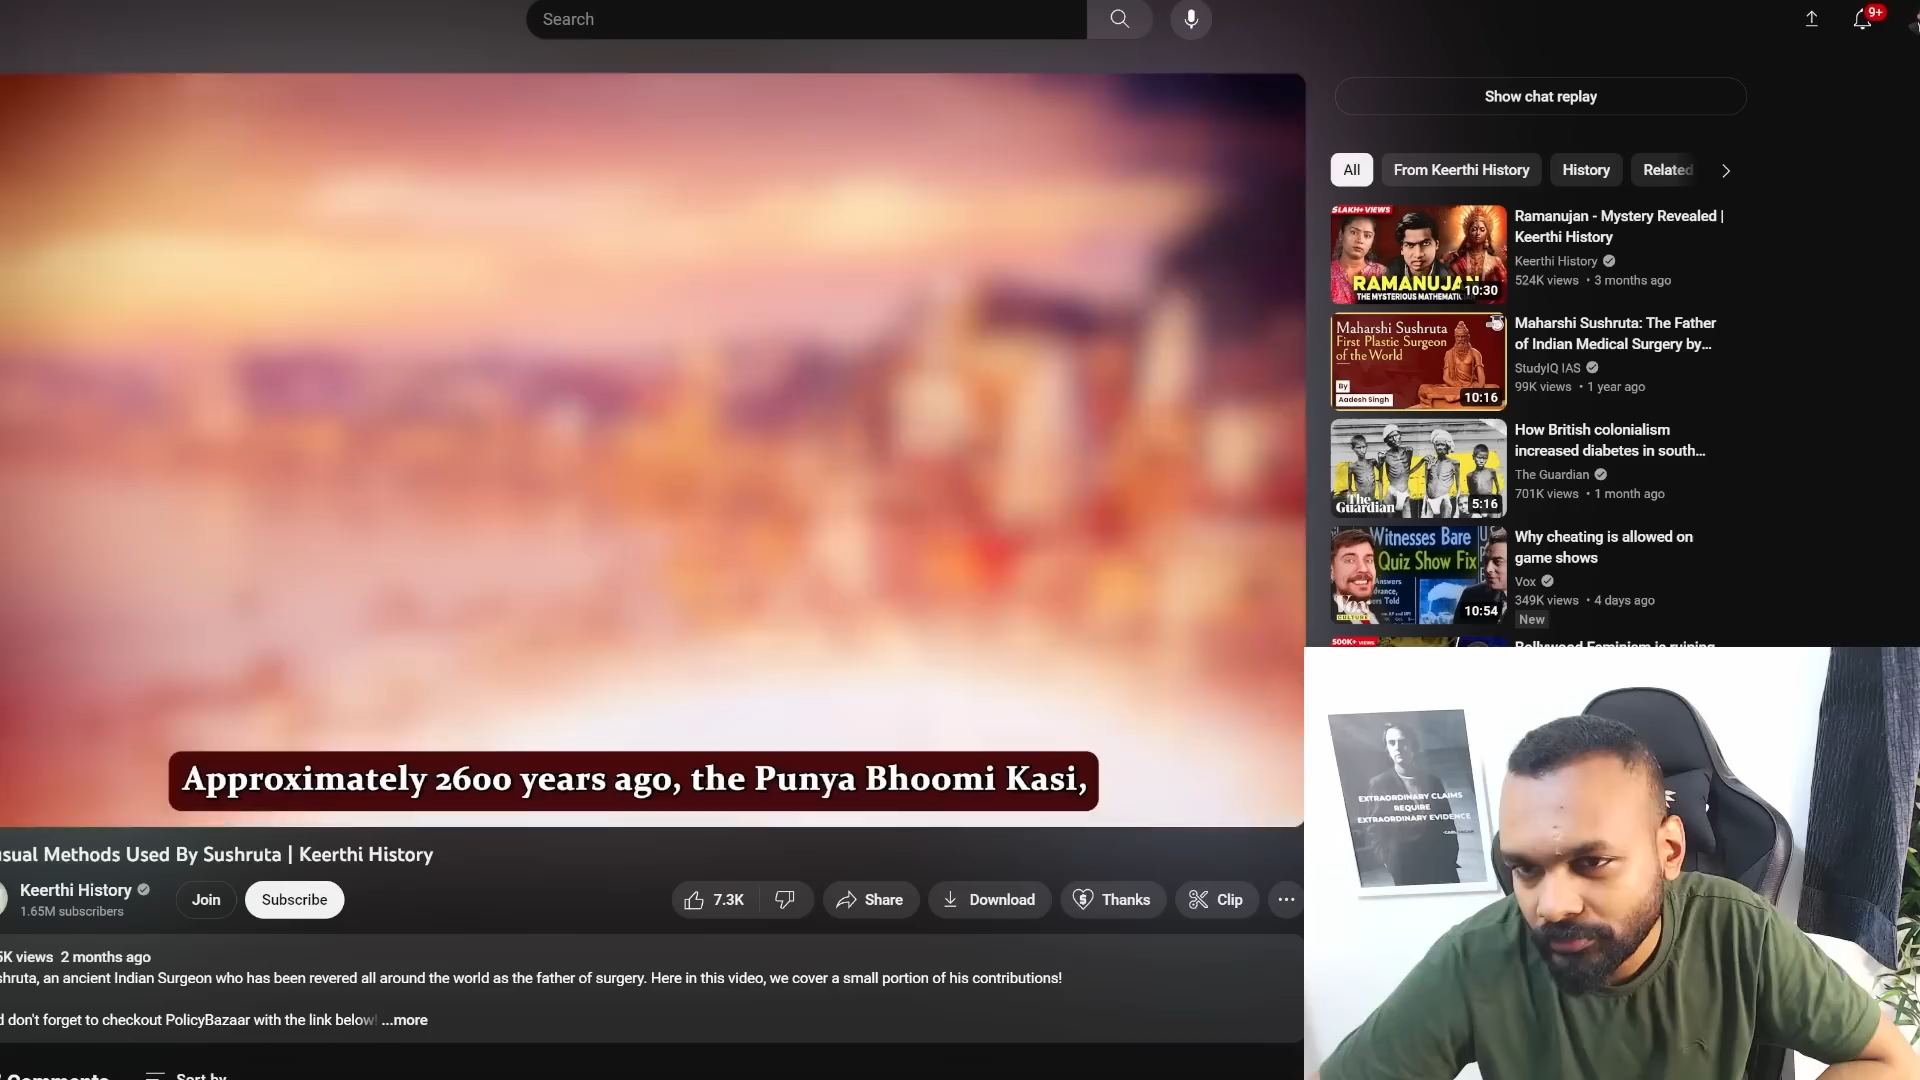 Search
9+
Show chat replay
All
From Keerthi History
History
Related
5LAKH+ VIEWS
RAMANUJA
THE MYSTERIOUS MATHEMATI
10:30
Ramanujan - Mystery Revealed |
Keerthi History
Keerthi History
524K views • 3 months ago
Maharshi Sushruta
First Plastic Surgeon
of the World
By
Aadesh Singh
10:16
Maharshi Sushruta: The Father
of Indian Medical Surgery by...
StudyIQ IAS
99K views • 1 year ago
The
Guardian
5:16
How British colonialism
increased diabetes in south...
The Guardian
701K views • 1 month ago
Witnesses Bare
Quiz Show Fix
Answers
Told
Vox
CULTURE
10:54
Why cheating is allowed on
game shows
Vox
349K views • 4 days ago
New
500K+ VIEWS
Bollywood Feminism is ruining
Approximately 2600 years ago, the Punya Bhoomi Kasi,
sual Methods Used By Sushruta | Keerthi History
Keerthi History
1.65M subscribers
Join
Subscribe
7.3K
Share
Download
Thanks
Clip
5K views 2 months ago
shruta, an ancient Indian Surgeon who has been revered all around the world as the father of surgery. Here in this video, we cover a small portion of his contributions!
d don't forget to checkout PolicyBazaar with the link below! ...more
Comments
Sort by
EXTRAORDINARY CLAIMS
REQUIRE
EXTRAORDINARY EVIDENCE